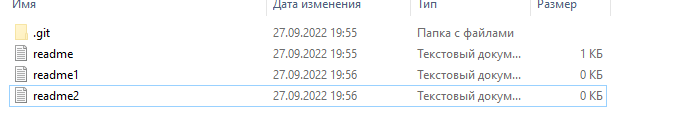 Имя Дата изменения Тип Размер
.git 27.09.2022 19:55 Папка с файлами
readme 27.09.2022 19:55 Текстовый докум... 1 КБ
readme1 27.09.2022 19:56 Текстовый докум... 0 КБ
readme2 27.09.2022 19:56 Текстовый докум... 0 КБ